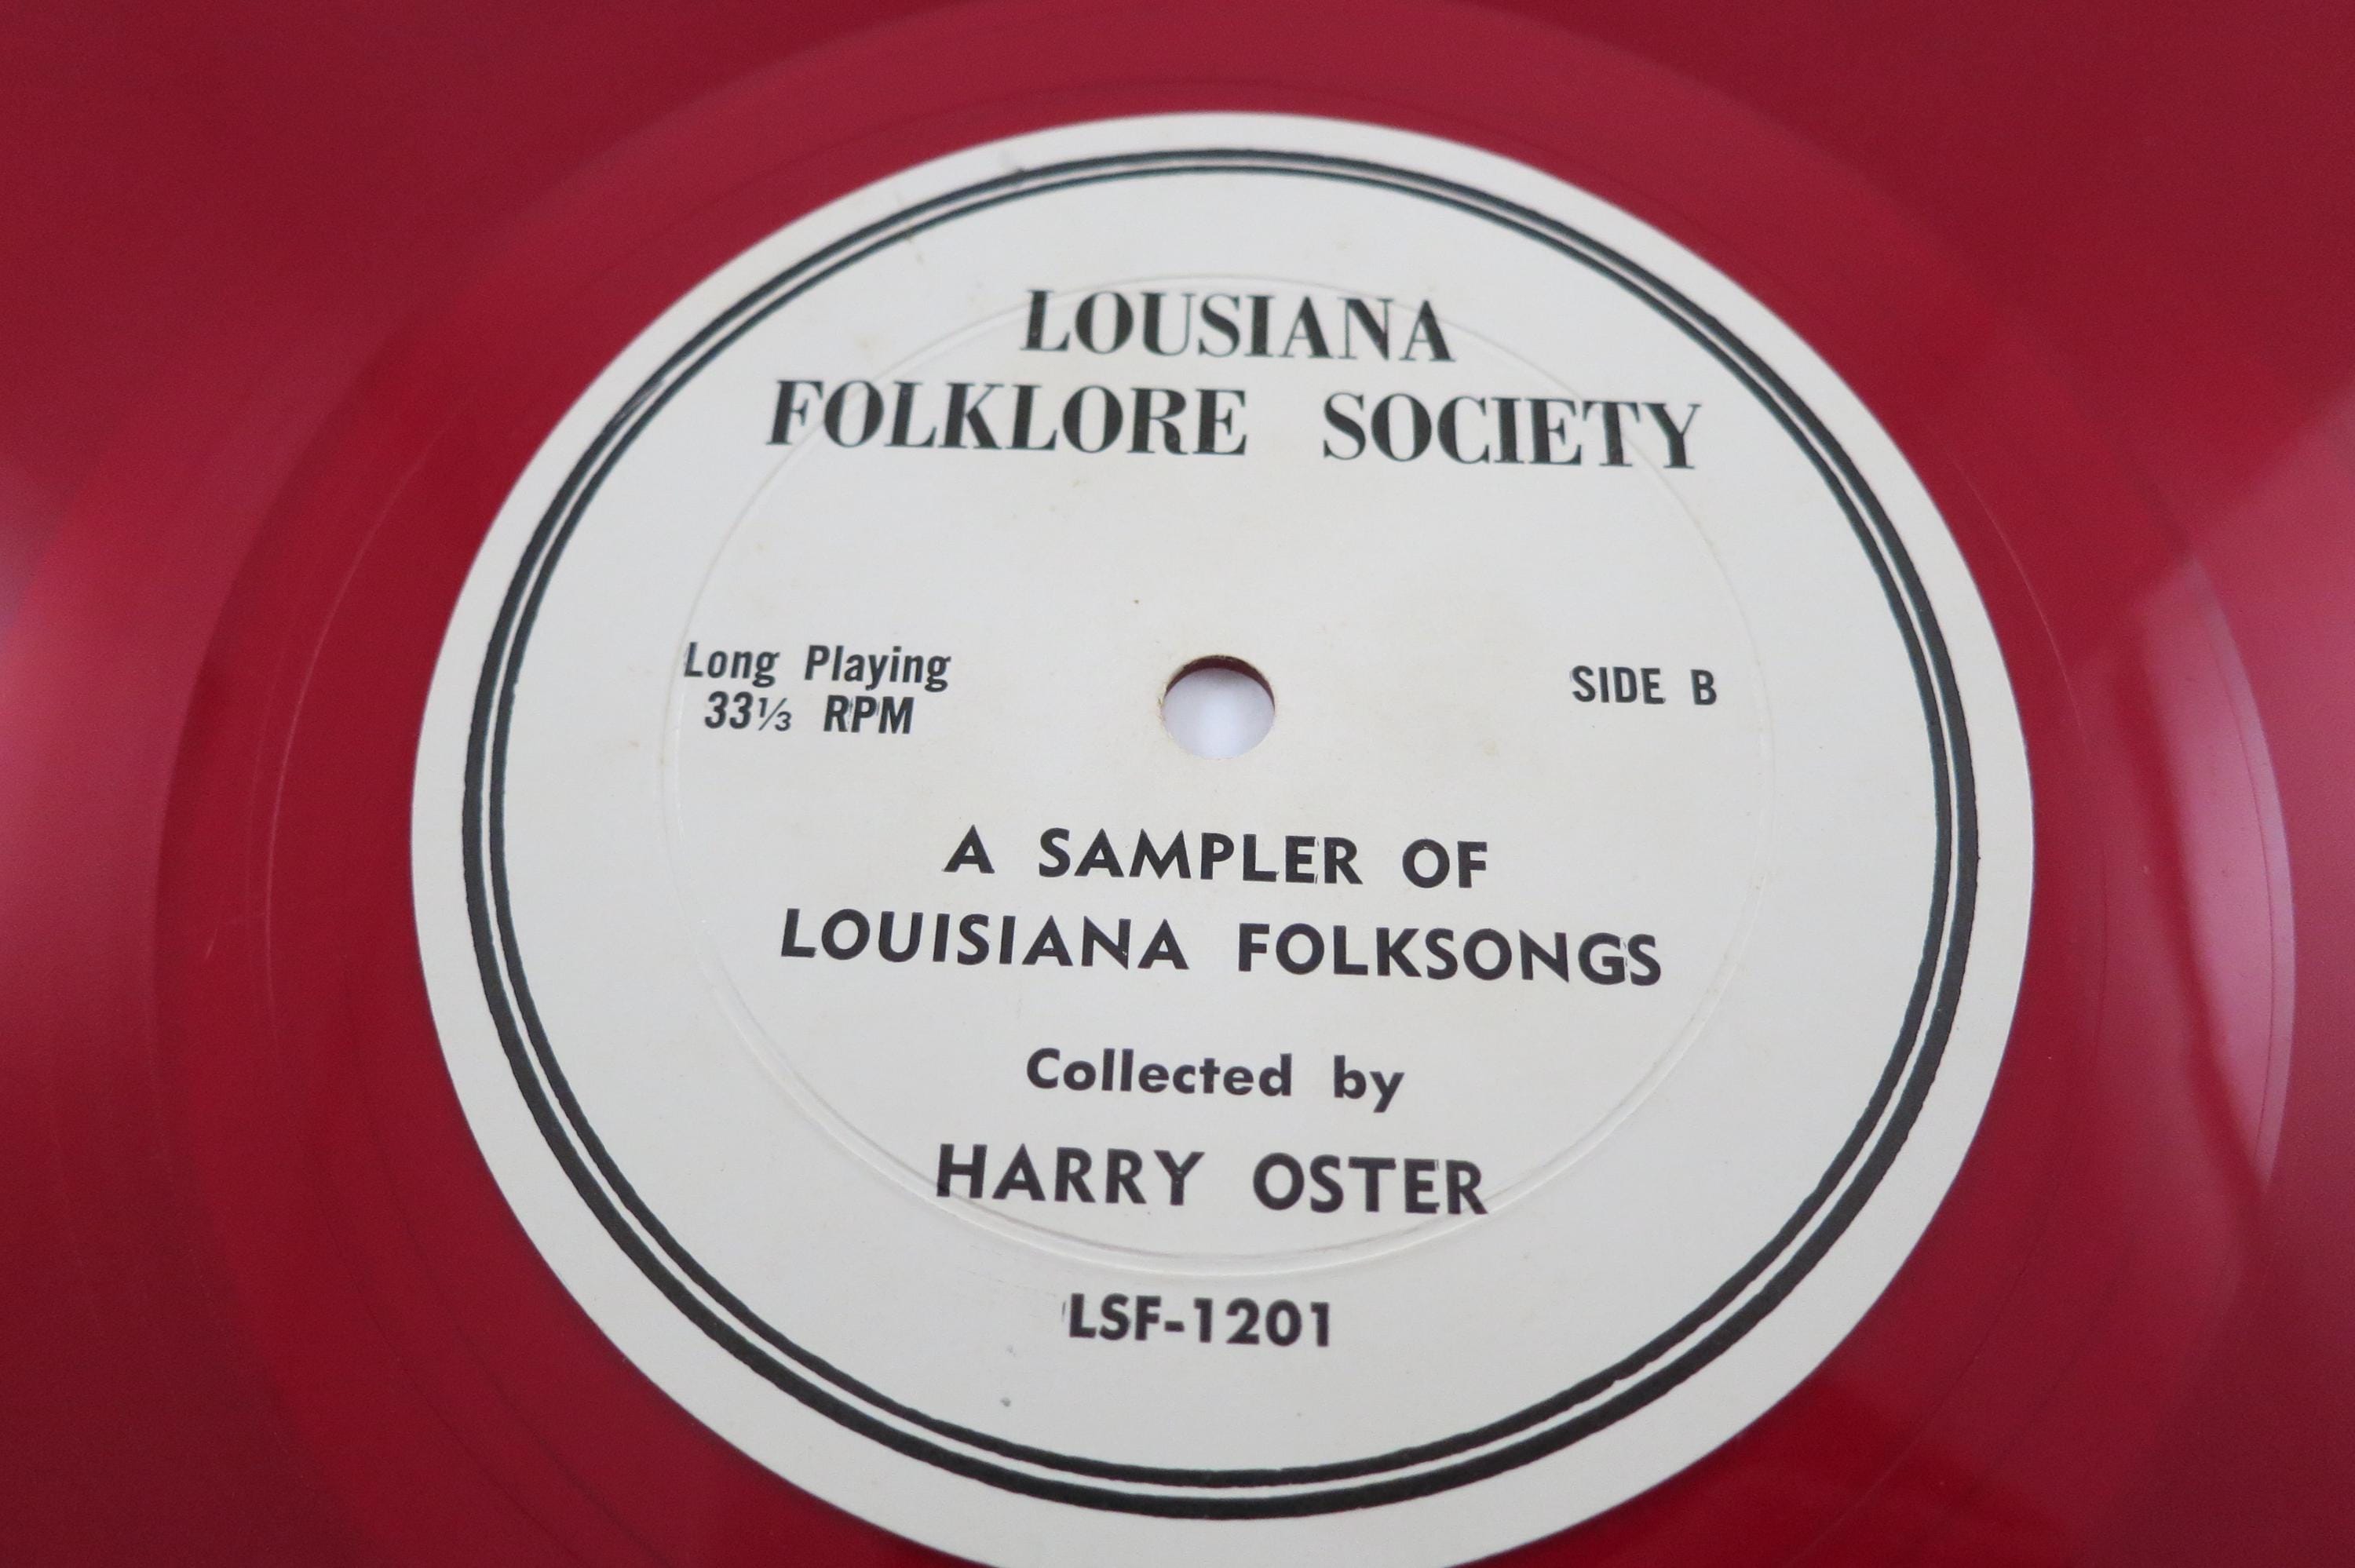 LOUSIANA
FOLKLORE SOCIETY
Long Playing
33⅓ RPM
SIDE B
A SAMPLER OF
LOUISIANA FOLKSONGS
Collected by
HARRY OSTER
LSF-1201